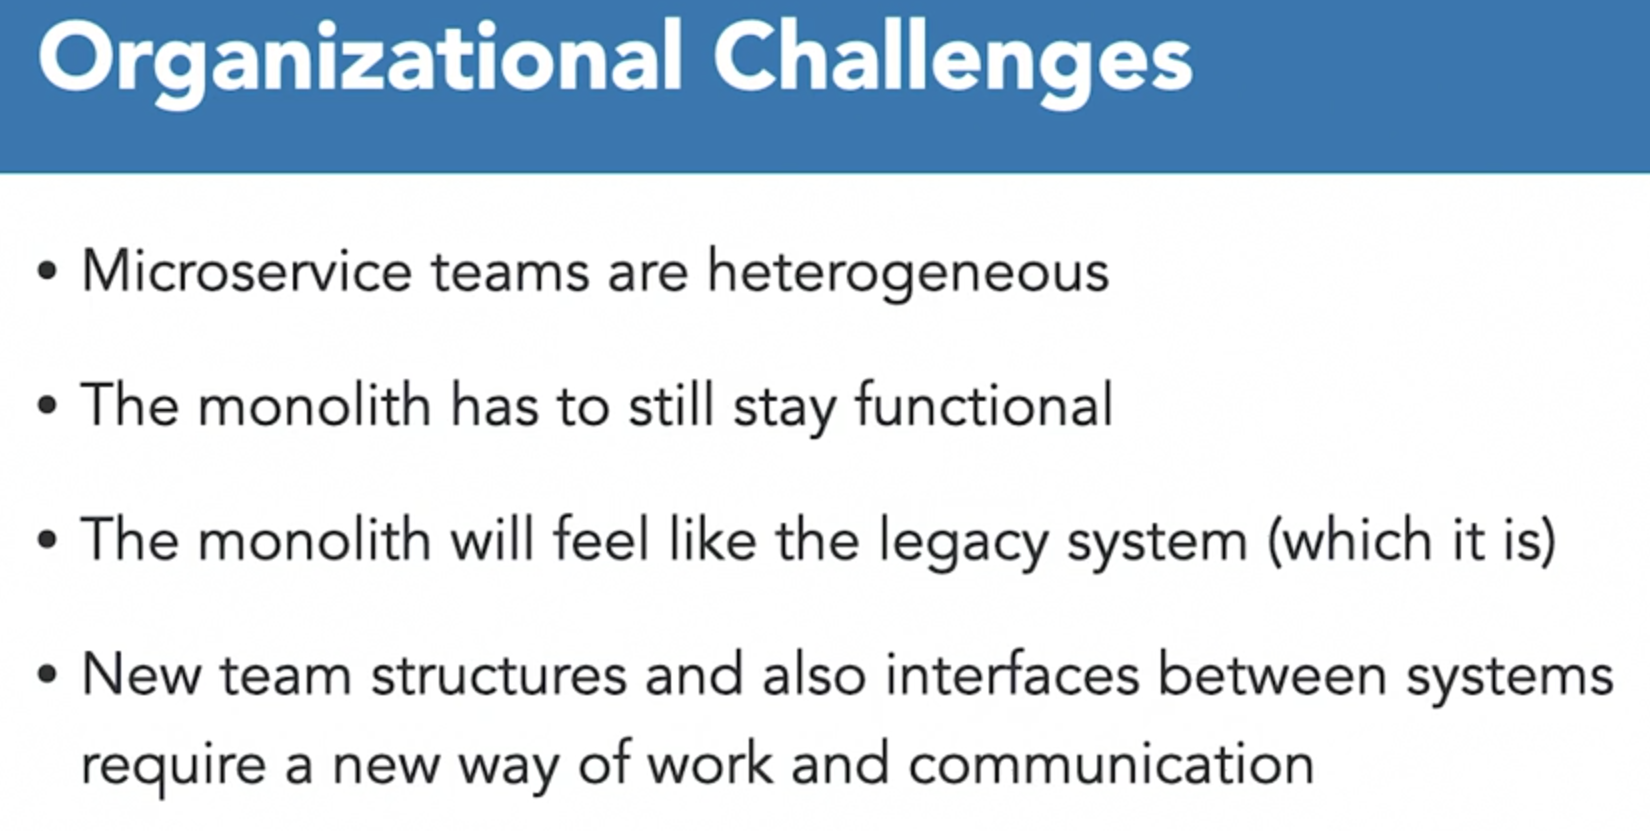 Organizational Challenges
• Microservice teams are heterogeneous
• The monolith has to still stay functional
• The monolith will feel like the legacy system (which it is)
• New team structures and also interfaces between systems
require a new way of work and communication